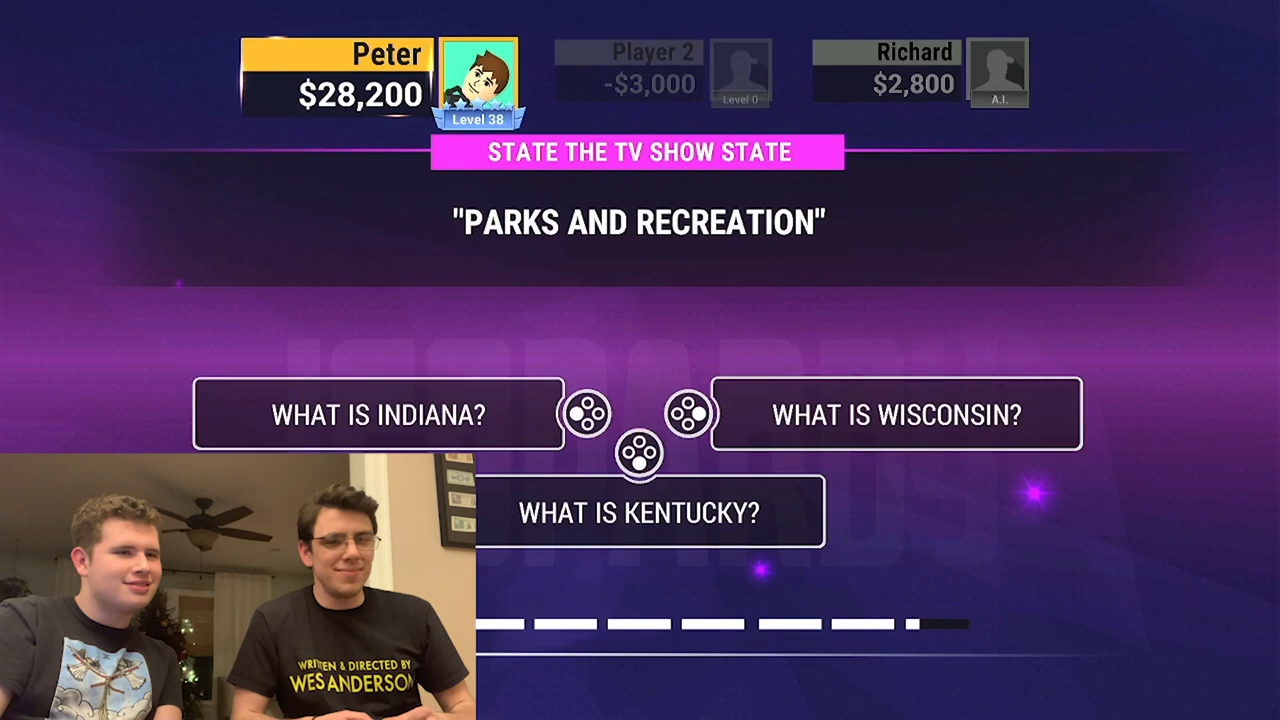 Peter
$28,200
Level 38
Player 2
-$3,000
Level 0
Richard
$2,800
A.I.
STATE THE TV SHOW STATE
"PARKS AND RECREATION"
WHAT IS INDIANA?
WHAT IS WISCONSIN?
WHAT IS KENTUCKY?
WRITTEN & DIRECTED BY
WES ANDERSON
JEOPARDY